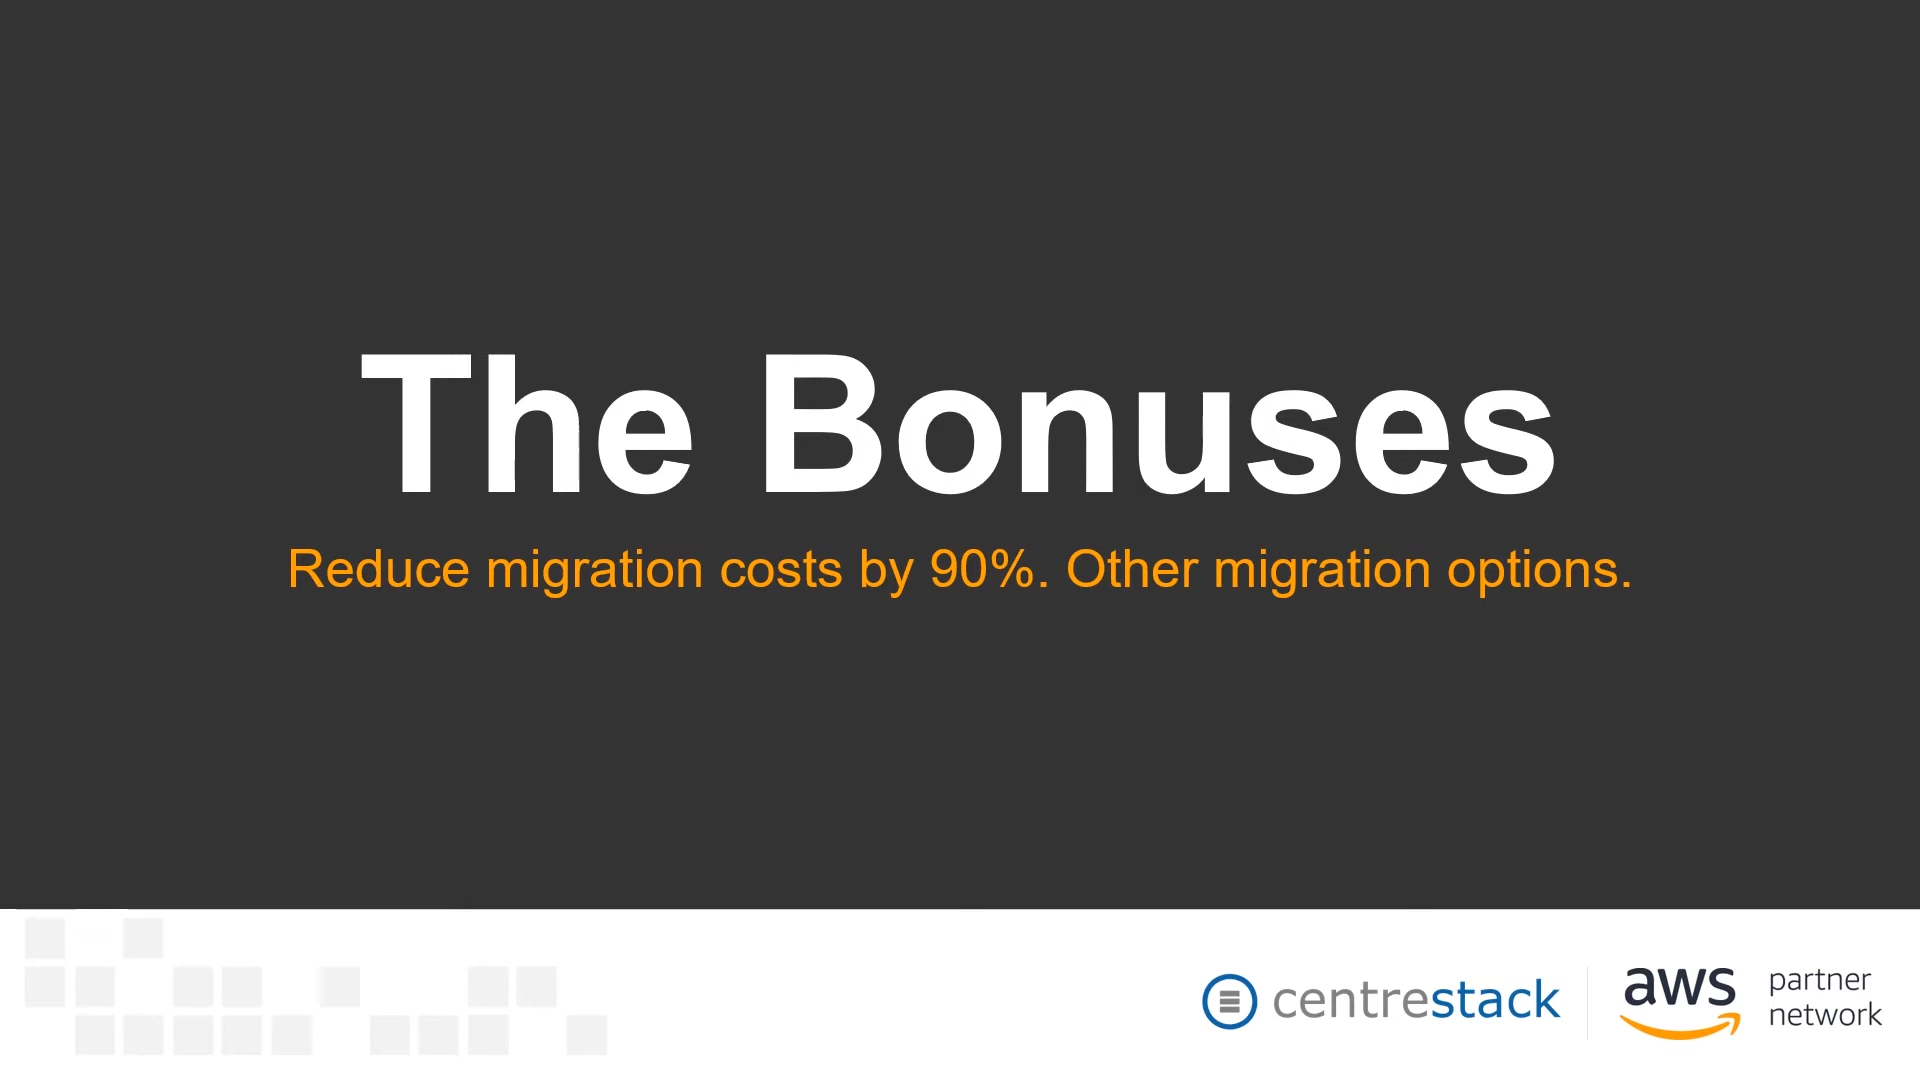 The Bonuses
Reduce migration costs by 90%. Other migration options.
centrestack
aws
partner
network